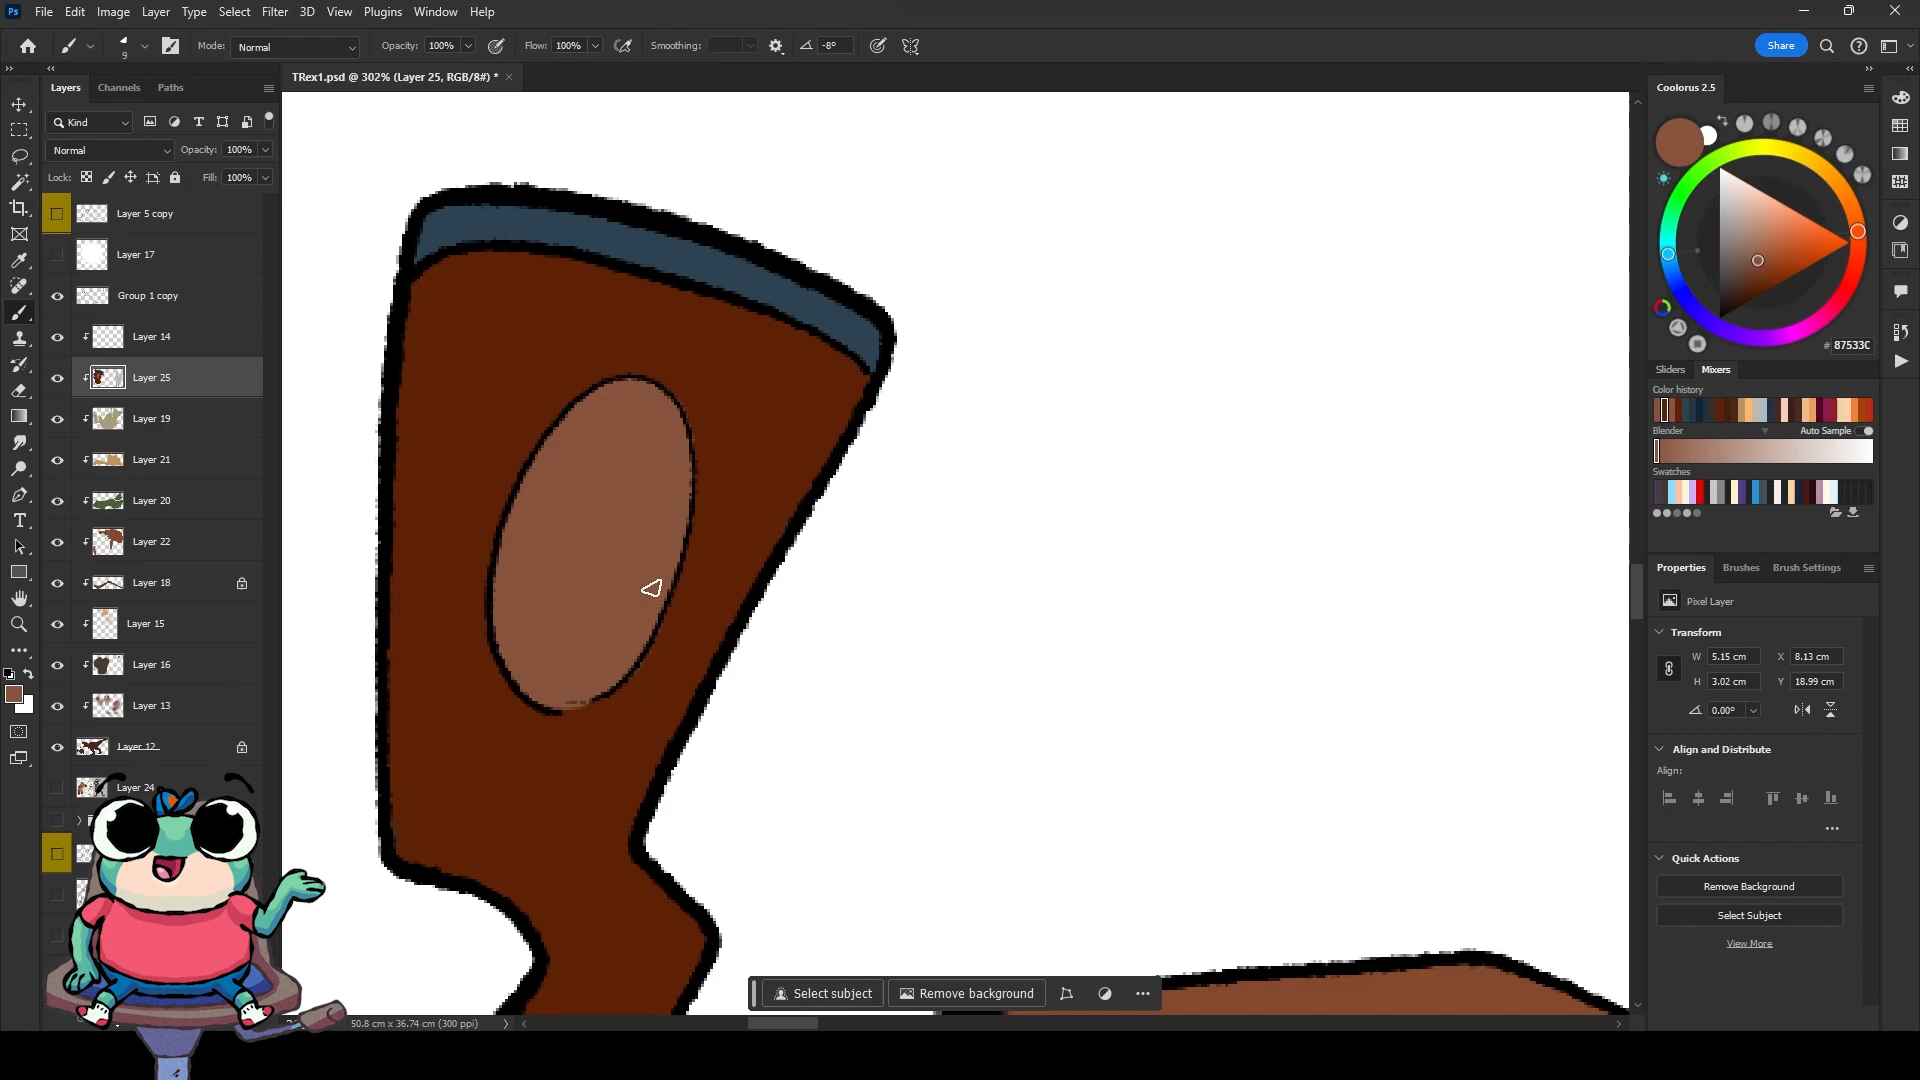 Ps File Edit Image Layer Type Select Filter 3D View Plugins Window Help
9 Mode: Normal Opacity: 100% Flow: 100% Smoothing: -8° Share
Layers Channels Paths
TRex1.psd @ 302% (Layer 25, RGB/8#) *
Coolorus 2.5
Kind
Normal Opacity: 100%
Lock: Fill: 100%
Layer 5 copy
Layer 17
Group 1 copy
Layer 14
Layer 25
Layer 19
Layer 21
Layer 20
Layer 22
Layer 18
Layer 15
Layer 16
Layer 13
Layer 12
Layer 24
# 87533C
Sliders Mixers
Color history
Blender Auto Sample
Swatches
Properties Brushes Brush Settings
Pixel Layer
Transform
W 5.15 cm X 8.13 cm
H 3.02 cm Y 18.99 cm
0.00°
Align and Distribute
Align:
Quick Actions
Remove Background
Select Subject
View More
Select subject Remove background
50.8 cm x 36.74 cm (300 ppi)